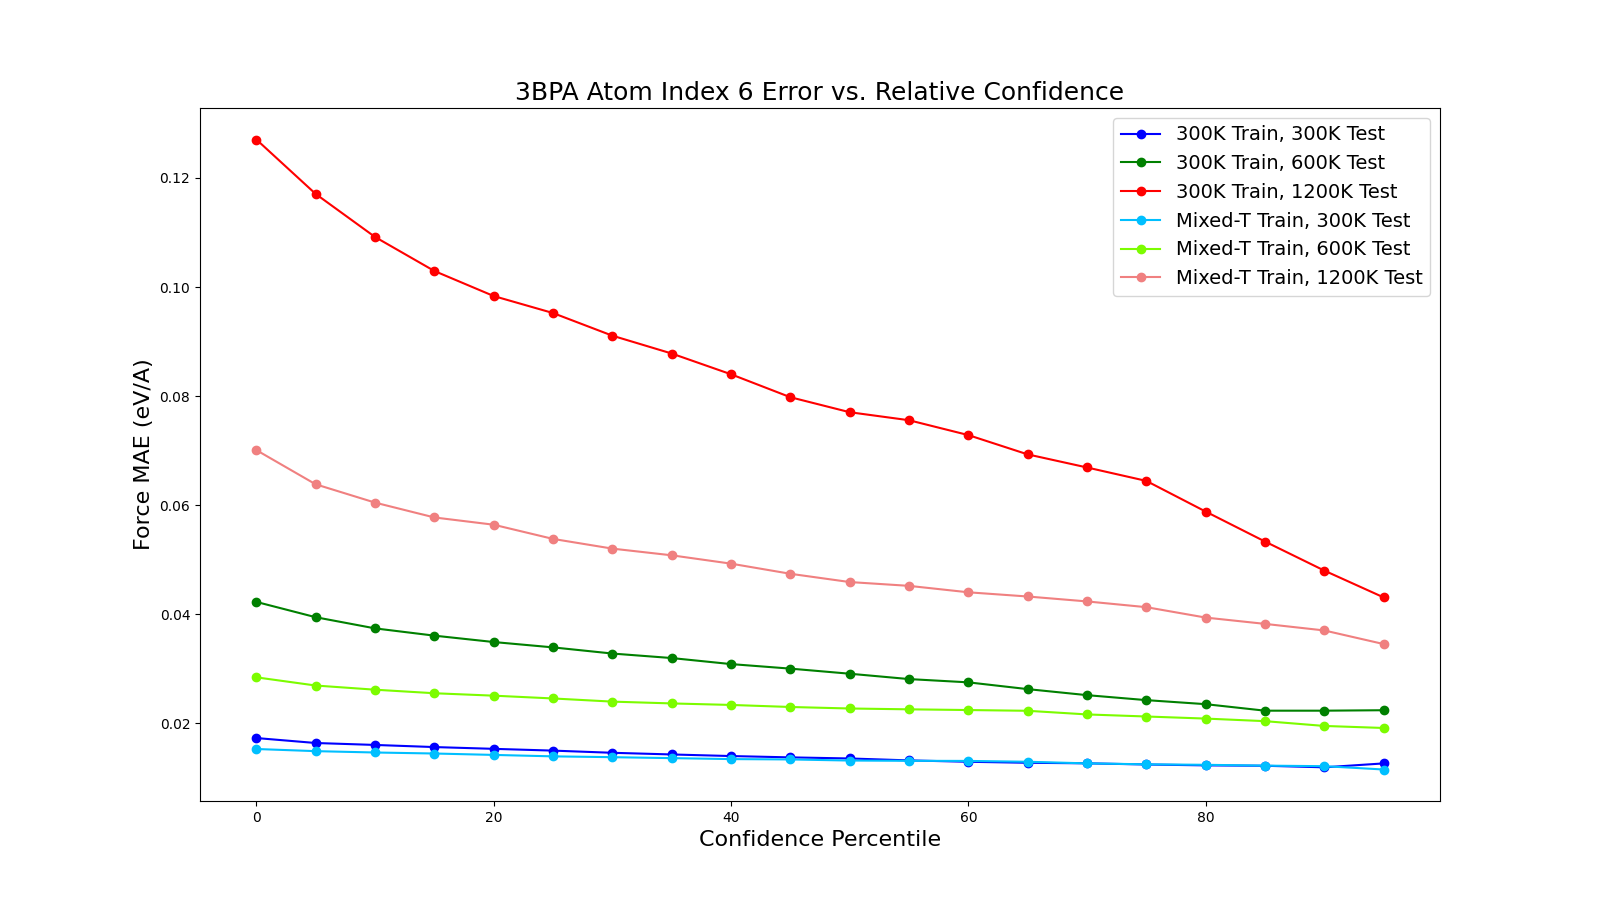 3BPA Atom Index 6 Error vs. Relative Confidence
300K Train, 300K Test
300K Train, 600K Test
300K Train, 1200K Test
Mixed-T Train, 300K Test
Mixed-T Train, 600K Test
Mixed-T Train, 1200K Test
Force MAE (eV/A)
0.12
0.10
0.08
0.06
0.04
0.02
0 20 40 60 80
Confidence Percentile